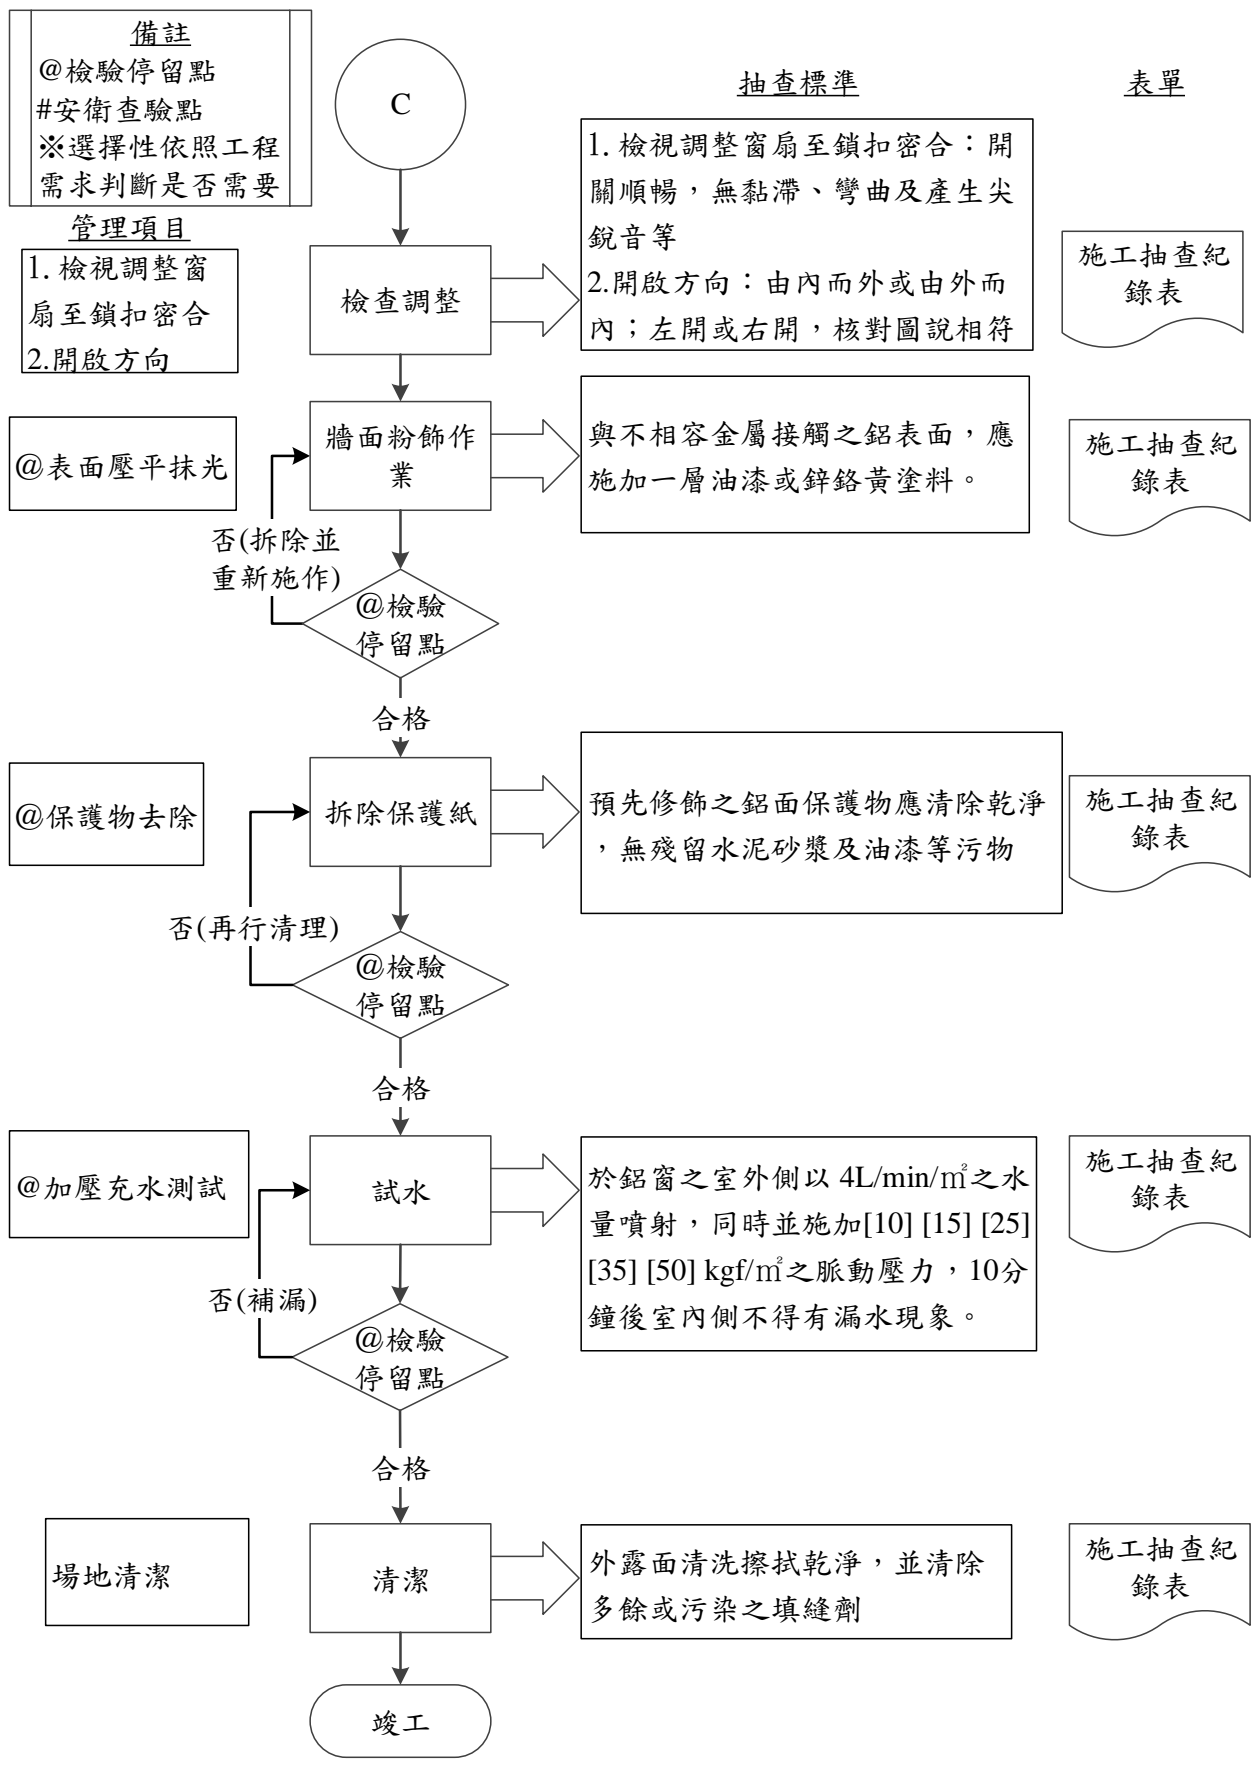 備註
@檢驗停留點
#安衛查驗點
※選擇性依照工程
需求判斷是否需要
C
抽查標準
表單
管理項目
1. 檢視調整窗
扇至鎖扣密合
2.開啟方向
檢查調整
1. 檢視調整窗扇至鎖扣密合：開
關順暢，無黏滯、彎曲及產生尖
銳音等
2.開啟方向：由內而外或由外而
內；左開或右開，核對圖說相符
施工抽查紀
錄表
@表面壓平抹光
牆面粉飾作
業
與不相容金屬接觸之鋁表面，應
施加一層油漆或鋅鉻黃塗料。
施工抽查紀
錄表
否(拆除並
重新施作)
@檢驗
停留點
合格
@保護物去除
拆除保護紙
預先修飾之鋁面保護物應清除乾淨
，無殘留水泥砂漿及油漆等污物
施工抽查紀
錄表
否(再行清理)
@檢驗
停留點
合格
@加壓充水測試
試水
於鋁窗之室外側以 4L/min/㎡之水
量噴射，同時並施加[10] [15] [25]
[35] [50] kgf/㎡之脈動壓力，10分
鐘後室內側不得有漏水現象。
施工抽查紀
錄表
否(補漏)
@檢驗
停留點
合格
場地清潔
清潔
外露面清洗擦拭乾淨，並清除
多餘或污染之填縫劑
施工抽查紀
錄表
竣工